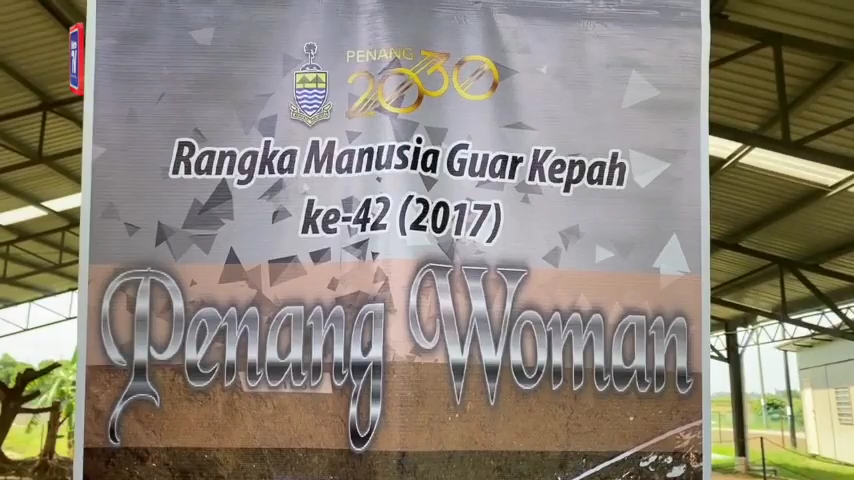 PENANG
2030
Rangka Manusia Guar Kepah
ke-42 (2017)
Penang Woman